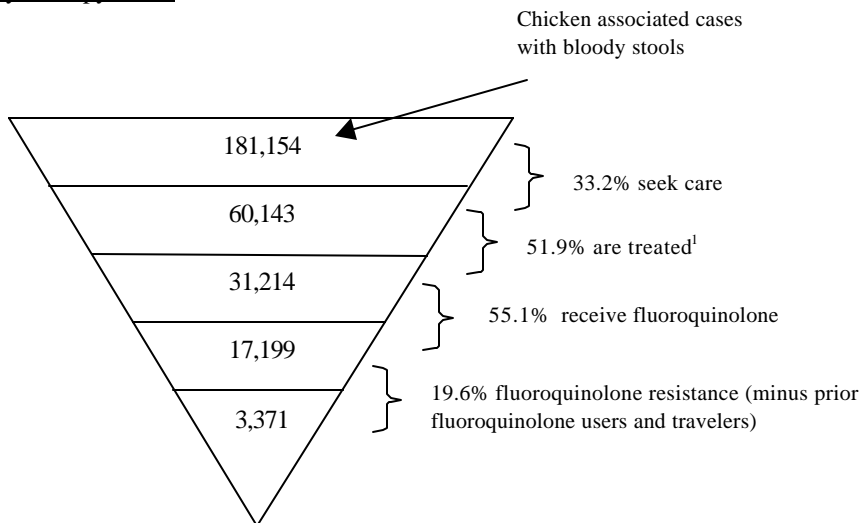 Chicken associated cases
with bloody stools
181,154
33.2% seek care
60,143
51.9% are treated¹
31,214
55.1% receive fluoroquinolone
17,199
19.6% fluoroquinolone resistance (minus prior
fluoroquinolone users and travelers)
3,371